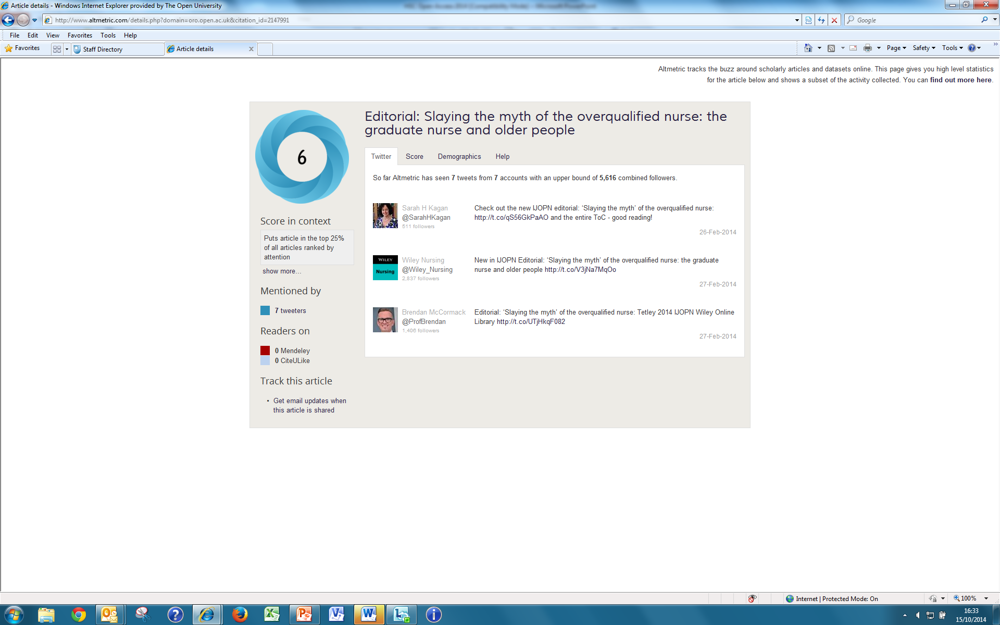 Article details - Windows Internet Explorer provided by The Open University
http://www.altmetric.com/details.php?domain=oro.open.ac.uk&citation_id=2147991
Google
File Edit View Favorites Tools Help
Favorites
Staff Directory
Article details
Page Safety Tools
Altmetric tracks the buzz around scholarly articles and datasets online. This page gives you high level statistics
for the article below and shows a subset of the activity collected. You can find out more here.
6
Editorial: Slaying the myth of the overqualified nurse: the
graduate nurse and older people
Twitter Score Demographics Help
So far Altmetric has seen 7 tweets from 7 accounts with an upper bound of 5,616 combined followers.
Sarah H Kagan
@SarahHKagan
511 followers
Check out the new IJOPN editorial: ‘Slaying the myth’ of the overqualified nurse:
http://t.co/qS56GkPaAO and the entire ToC - good reading!
26-Feb-2014
WILEY
Nursing
Wiley Nursing
@Wiley_Nursing
2,837 followers
New in IJOPN Editorial: ‘Slaying the myth’ of the overqualified nurse: the graduate
nurse and older people http://t.co/V3jNa7MqOo
27-Feb-2014
Brendan McCormack
@ProfBrendan
1,406 followers
Editorial: ‘Slaying the myth’ of the overqualified nurse: Tetley 2014 IJOPN Wiley Online
Library http://t.co/UTjHkqF082
27-Feb-2014
Score in context
Puts article in the top 25%
of all articles ranked by
attention
show more...
Mentioned by
7 tweeters
Readers on
0 Mendeley
0 CiteULike
Track this article
• Get email updates when
this article is shared
Internet | Protected Mode: On
100%
16:33
15/10/2014